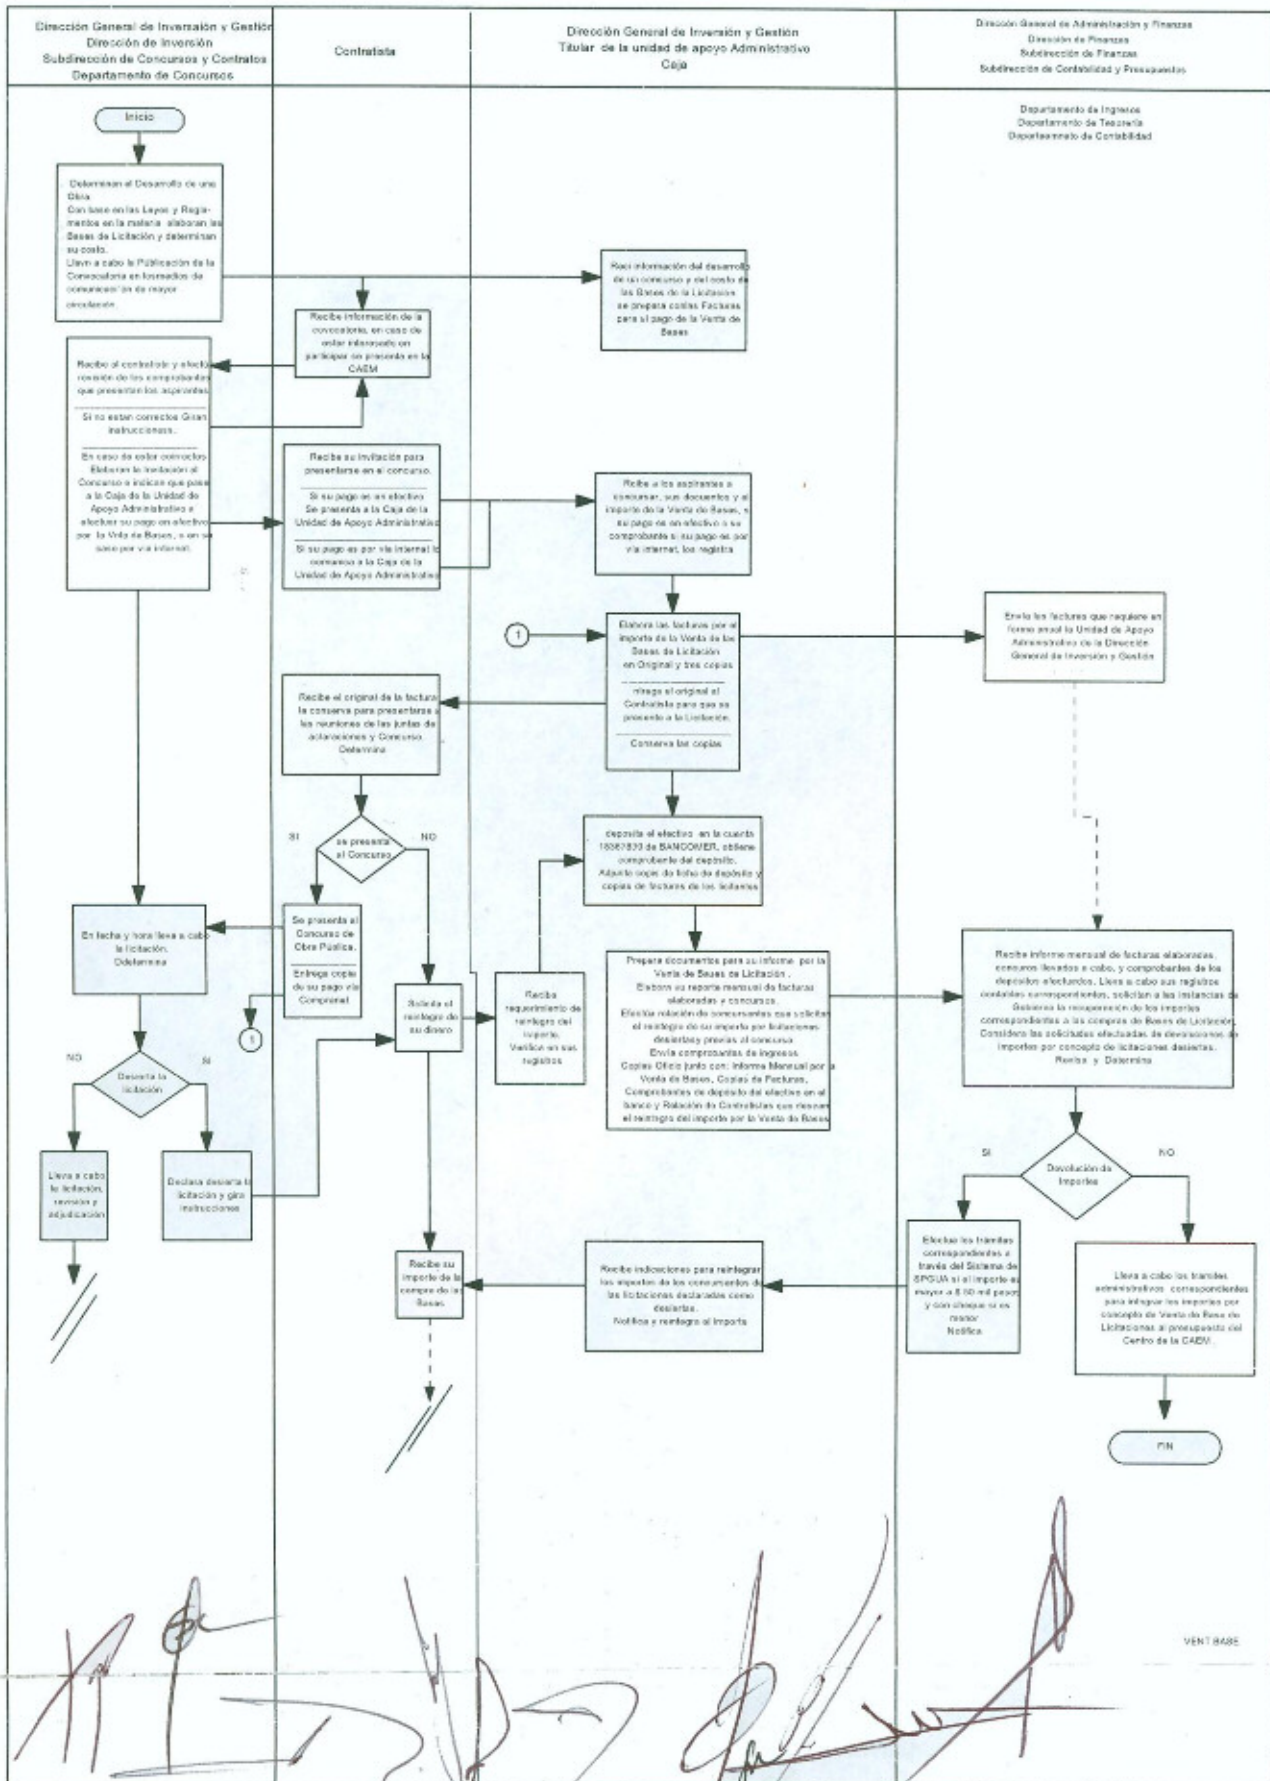 Dirección General de Inversaión y Gestión
Dirección de Inversión
Subdirección de Concursos y Contratos
Departamento de Concursos
Contratista
Dirección General de Inversión y Gestión
Titular de la unidad de apoyo Administrativo
Caja
Dirección General de Administración y Finanzas
Dirección de Finanzas
Subdirección de Finanzas
Subdirección de Contabilidad y Presupuestos
Departamento de Ingresos
Departamento de Tesorería
Departeamneto de Contabilidad
Inicio
Determinan el Desarrollo de una
Obra.
Con base en las Leyes y Regla-
mentos en la materia elaboran las
Bases de Licitación y determinan
su costo.
Llevn a cabo la Publicación de la
Convocatoria en losmedios de
comunicación de mayor
circulación.
Reci información del desarrollo
de un concurso y del costo de
las Bases de la Licitación
se prepara conlas Facturas
para el pago de la Venta de
Bases
Recibe información de la
covocatoria, en caso de
estar interesado en
participar se presenta en la
CAEM
Recibe al contratista y efectúa
revisión de los comprobantes
que presentan los aspirantes
Si no estan correctos Giran
instruccioness.
En caso de estar correctos
Elaboran la Invitación al
Concurso e indican que pase
a la Caja de la Unidad de
Apoyo Administrativo a
efectuar su pago en efectivo
por la Vnta de Bases, o en su
caso por vía internet.
Recibe su invitación para
presentarse en el concurso.
Si su pago es en efectivo
Se presenta a la Caja de la
Unidad de Apoyo Administrativo
Si su pago es por vía internet lo
comunica a la Caja de la
Unidad de Apoyo Administrativo
Rcibe a los aspirantes a
concursar, sus docuentos y el
importe de la Venta de Bases, si
su pago es en efectivo o su
comprobante si su pago es por
vía internet, los registra
1
Elabora las facturas por el
importe de la Venta de las
Bases de Licitación
en Original y tres copias
ntrega el original al
Contratista para que se
presente a la Licitación.
Conserva las copias
Envía las facturas que requiere en
forma anual la Unidad de Apoyo
Administrativo de la Dirección
General de Inversión y Gestión
Recibe el original de la factura
la conserva para presentarse a
las reuniones de las juntas de
aclaraciones y Concurso.
Determina
SI
se presenta
al Concurso
NO
deposita el efectivo en la cuenta
de BANCOMER, obtiene
comprobante del depósito.
Adjunta copia de ficha de depósito y
copias de facturas de los licitantes
En fecha y hora lleva a cabo
la licitación.
Ddetermina
Se presenta al
Concurso de
Obra Pública.
Entrega copia
de su pago vía
Compranet
1
Solicita el
reintegro de
su dinero
Recibe
requerimiento de
reintegro del
importe.
Verifica en sus
registros
Prepara documentos para su informe por la
Venta de Bases de Licitación .
Elabora su reporte mensual de facturas
elaboradas y concursos.
Efectúa relación de concursantes que solicitan
el reintegro de su importe por licitaciones
desiertasy previas al concurso
Envía comprobantes de ingresos
Copias Oficio junto con: Informe Mensual por la
Venta de Bases, Copias de Facturas,
Comprobantes de depósito del efectivo en el
banco y Relación de Contratistas que desean
el reintegro del importe por la Venta de Bases
Recibe informe mensual de facturas elaboradas,
concuros llevados a cabo, y comprobantes de los
depósitos efectuados. Lleva a cabo sus registros
contables correspondientes, solicitan a las instancias de
Gobierno la recuperación de los importes
correspondientes a las compras de Bases de Licitación.
Considera las solicitudes efectuadas de devoluciones de
importes por concepto de licitaciones desiertas.
Revisa y Determina
NO
Desierta la
licitación
SI
Lleva a cabo
la licitación,
revisión y
adjudicación
Declara desierta la
licitación y gira
instrucciones
SI
Devolución de
Importes
NO
Recibe su
importe de la
compra de las
Bases
Recibe indicaciones para reintegrar
los importes de los concursantes de
las licitaciones declaradas como
desiertas.
Notifica y reintegra el importe
Efectua los trámites
correspondientes a
través del Sistema de
SPGUA si el importe es
mayor a $ 50 mil pesos
y con cheque si es
menor
Notifica
Lleva a cabo los tramites
administrativos correspondientes
para integrar los importes por
concepto de Venta de Base de
Licitaciones al presupuesto del
Centro de la CAEM.
FIN
VENT BASE